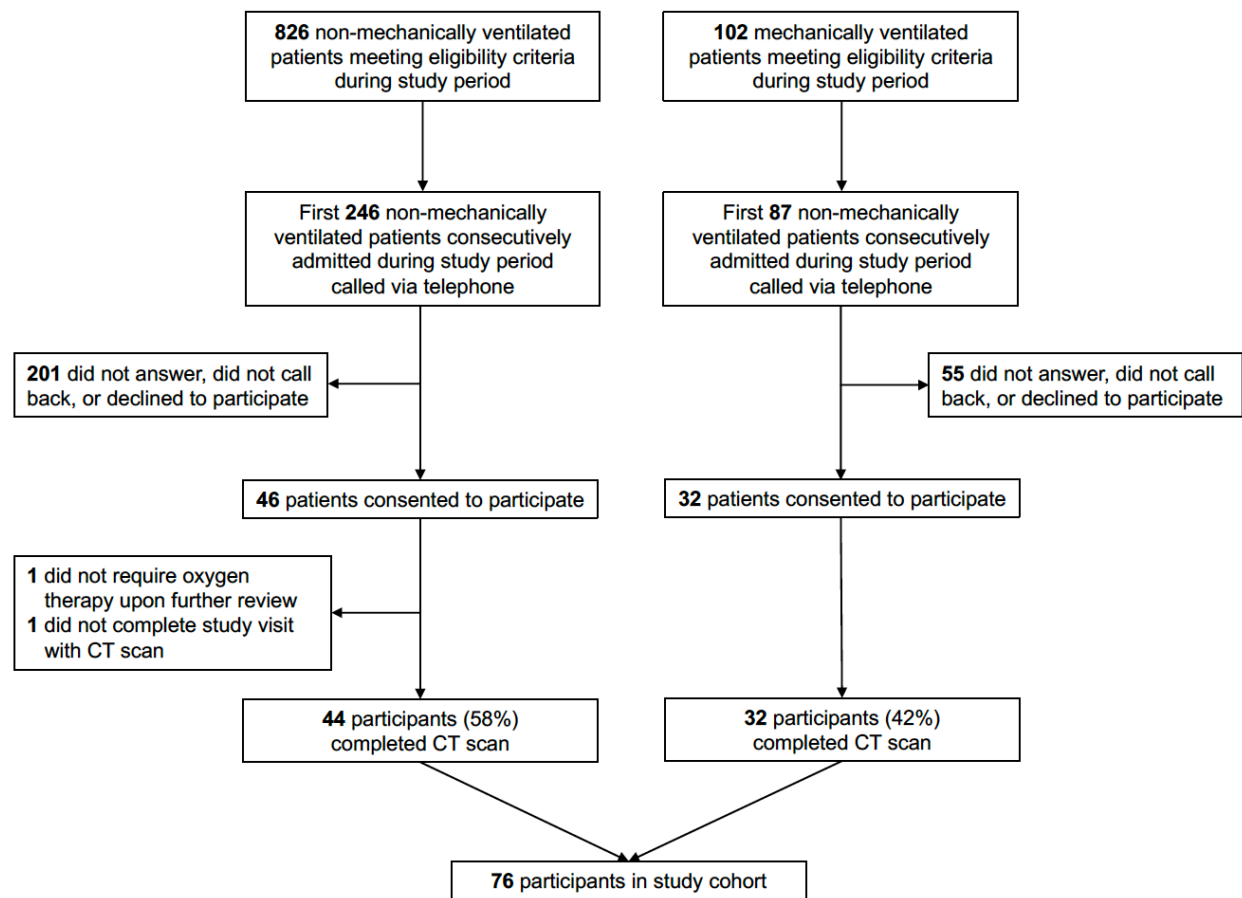 826 non-mechanically ventilated
patients meeting eligibility criteria
during study period
102 mechanically ventilated
patients meeting eligibility criteria
during study period
First 246 non-mechanically
ventilated patients consecutively
admitted during study period
called via telephone
First 87 non-mechanically
ventilated patients consecutively
admitted during study period
called via telephone
201 did not answer, did not call
back, or declined to participate
55 did not answer, did not call
back, or declined to participate
46 patients consented to participate
32 patients consented to participate
1 did not require oxygen
therapy upon further review
1 did not complete study visit
with CT scan
44 participants (58%)
completed CT scan
32 participants (42%)
completed CT scan
76 participants in study cohort